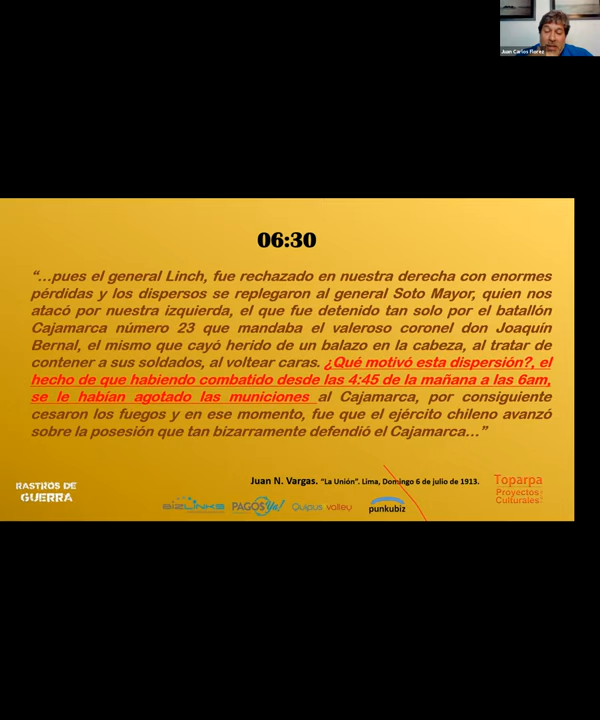 Juan Carlos Florez
06:30
“...pues el general Linch, fue rechazado en nuestra derecha con enormes
pérdidas y los dispersos se replegaron al general Soto Mayor, quien nos
atacó por nuestra izquierda, el que fue detenido tan solo por el batallón
Cajamarca número 23 que mandaba el valeroso coronel don Joaquín
Bernal, el mismo que cayó herido de un balazo en la cabeza, al tratar de
contener a sus soldados, al voltear caras. ¿Qué motivó esta dispersión?, el
hecho de que habiendo combatido desde las 4:45 de la mañana a las 6am,
se le habían agotado las municiones al Cajamarca, por consiguiente
cesaron los fuegos y en ese momento, fue que el ejército chileno avanzó
sobre la posesión que tan bizarramente defendió el Cajamarca...”
Juan N. Vargas. “La Unión”. Lima, Domingo 6 de julio de 1913.
RASTROS DE
GUERRA
BIZLINKS
PAGOS Ya!
Quipus valley
punkubiz
Toparpa
Proyectos
Culturales